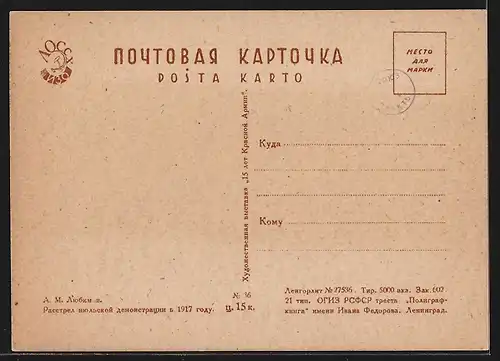 ЛОССХ
ПОЧТОВАЯ КАРТОЧКА
POŜTA KARTO
МЕСТО
ДЛЯ
МАРКИ
Куда
Кому
Художественная выставка „15 лет Красной Армии".
А. М. Любимов.
Расстрел июльской демонстрации в 1917 году.
№ 16
Ц. 15 к.
Ленгорлит № 27536. Тир. 5000 экз. Зак.
21 тип. ОГИЗ РСФСР треста „Полиграф-
книга" имени Ивана Федорова. Ленинград.